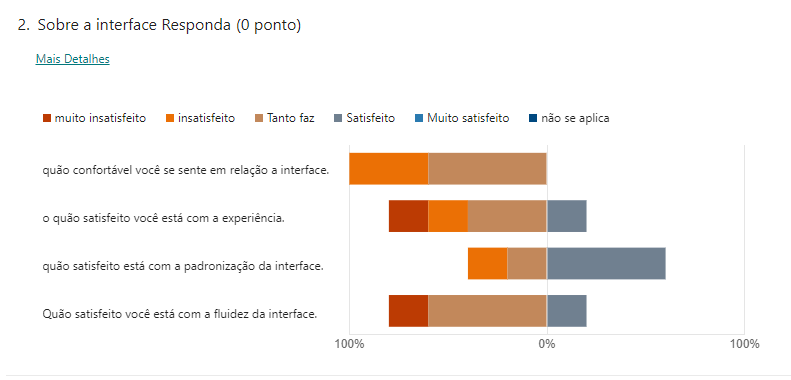 2. Sobre a interface Responda (0 ponto)
Mais Detalhes
muito insatisfeito insatisfeito Tanto faz Satisfeito Muito satisfeito não se aplica
quão confortável você se sente em relação a interface.
o quão satisfeito você está com a experiência.
quão satisfeito está com a padronização da interface.
Quão satisfeito você está com a fluidez da interface.
100% 0% 100%